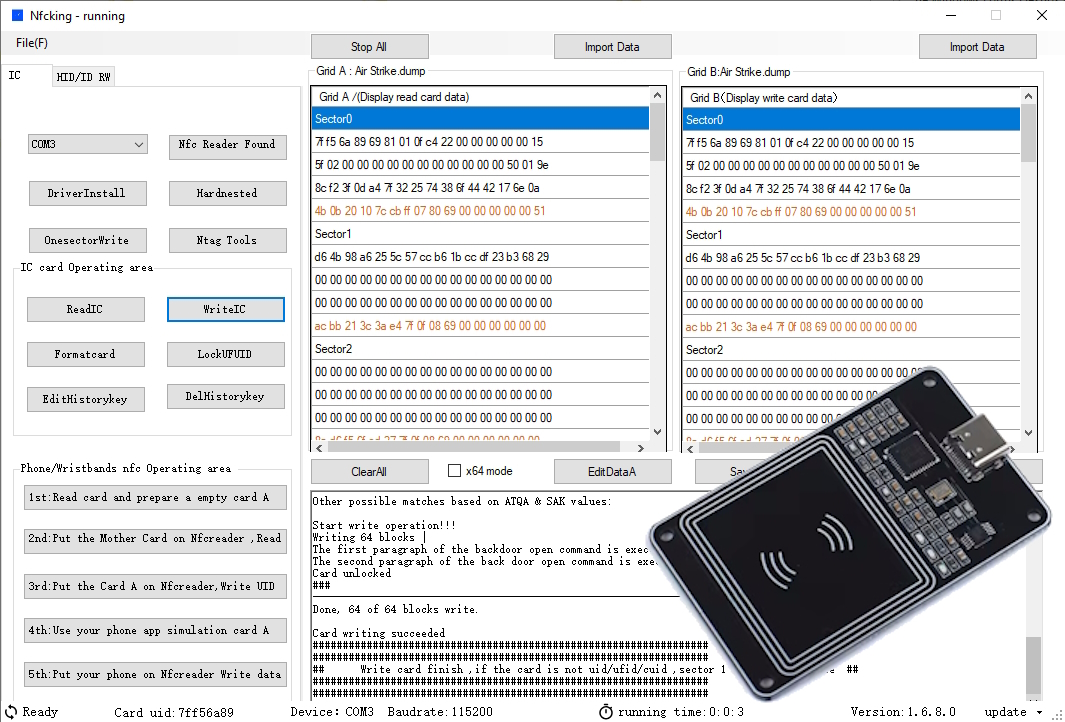 Nfcking - running
File(F)
Stop All
Import Data
Import Data
IC
HID/ID RW
COM3
Nfc Reader Found
DriverInstall
Hardnested
OnesectorWrite
Ntag Tools
IC card Operating area
ReadIC
WriteIC
Formatcard
LockUFUID
EditHistorykey
DelHistorykey
Phone/Wristbands nfc Operating area
1st:Read card and prepare a empty card A
2nd:Put the Mother Card on Nfcreader ,Read
3rd:Put the Card A on Nfcreader,Write UID
4th:Use your phone app simulation card A
5th:Put your phone on Nfcreader Write data
Grid A : Air Strike.dump
Grid A /(Display read card data)
Sector0
7f f5 6a 89 69 81 01 0f c4 22 00 00 00 00 00 15
5f 02 00 00 00 00 00 00 00 00 00 00 00 50 01 9e
8c f2 3f 0d a4 7f 32 25 74 38 6f 44 42 17 6e 0a
4b 0b 20 10 7c cb ff 07 80 69 00 00 00 00 00 51
Sector1
d6 4b 98 a6 25 5c 57 cc b6 1b cc df 23 b3 68 29
00 00 00 00 00 00 00 00 00 00 00 00 00 00 00 00
00 00 00 00 00 00 00 00 00 00 00 00 00 00 00 00
ac bb 21 3c 3a e4 7f 0f 08 69 00 00 00 00 00 00
Sector2
00 00 00 00 00 00 00 00 00 00 00 00 00 00 00 00
00 00 00 00 00 00 00 00 00 00 00 00 00 00 00 00
00 00 00 00 00 00 00 00 00 00 00 00 00 00 00 00
Grid B:Air Strike.dump
Grid B(Display write card data)
Sector0
7f f5 6a 89 69 81 01 0f c4 22 00 00 00 00 00 15
5f 02 00 00 00 00 00 00 00 00 00 00 00 50 01 9e
8c f2 3f 0d a4 7f 32 25 74 38 6f 44 42 17 6e 0a
4b 0b 20 10 7c cb ff 07 80 69 00 00 00 00 00 51
Sector1
d6 4b 98 a6 25 5c 57 cc b6 1b cc df 23 b3 68 29
00 00 00 00 00 00 00 00 00 00 00 00 00 00 00 00
00 00 00 00 00 00 00 00 00 00 00 00 00 00 00 00
ac bb 21 3c 3a e4 7f 0f 08 69 00 00 00 00 00 00
Sector2
00 00 00 00 00 00 00 00 00 00 00 00 00 00 00 00
00 00 00 00 00 00 00 00 00 00 00
00 00 00 00 00 00 00 00 00 00
ClearAll
x64 mode
EditDataA
Other possible matches based on ATQA & SAK values:
Start write operation!!!
Writing 64 blocks |
The first paragraph of the backdoor open command is
The second paragraph of the back door open command is
Card unlocked
###
Done, 64 of 64 blocks write.
Card writing succeeded
################################################################
################################################################
## Write card finish ,if the card is not uid/ufid/cuid ,sector 1 ##
################################################################
################################################################
Ready
Card uid:7ff56a89
Device: COM3
Baudrate:115200
running time:0:0:3
Version:1.6.8.0
update